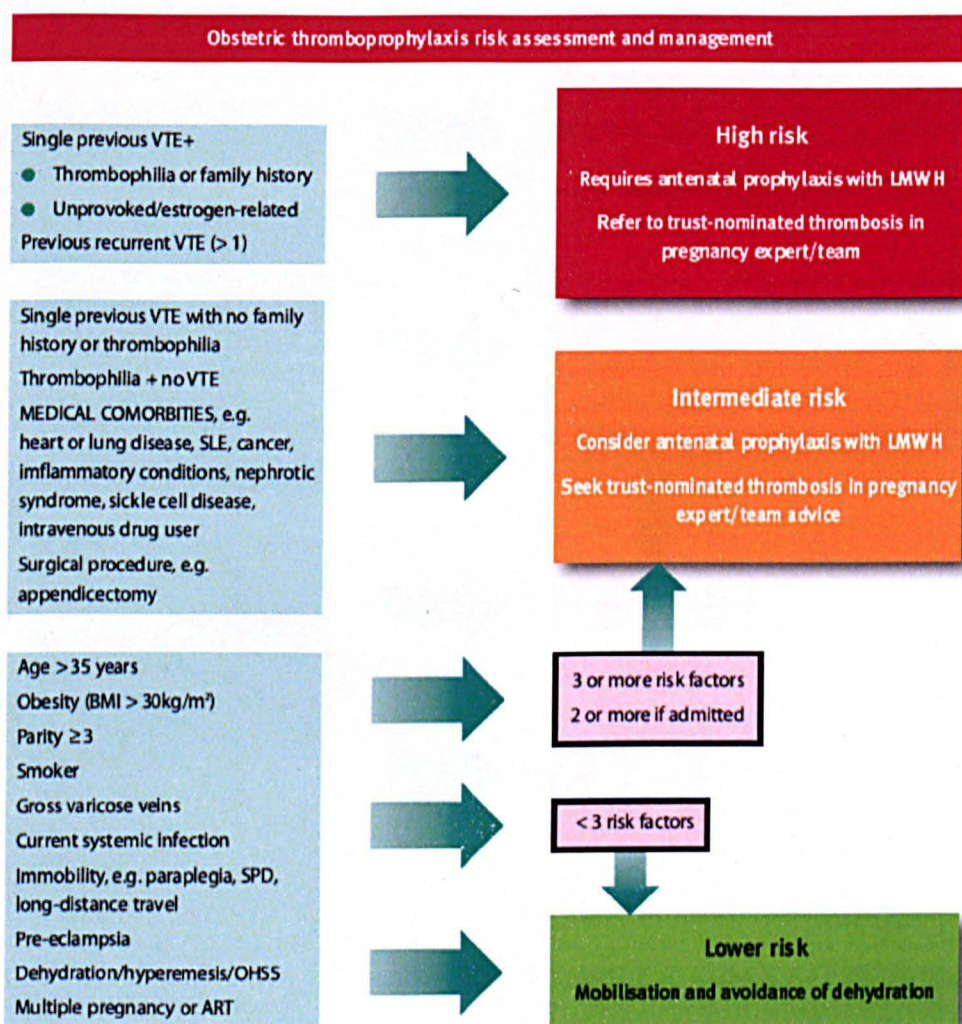 Obstetric thromboprophylaxis risk assessment and management
Single previous VTE+
● Thrombophilia or family history
● Unprovoked/estrogen-related
Previous recurrent VTE (> 1)
High risk
Requires antenatal prophylaxis with LMWH
Refer to trust-nominated thrombosis in
pregnancy expert/team
Single previous VTE with no family
history or thrombophilia
Thrombophilia + no VTE
MEDICAL COMORBITIES, e.g.
heart or lung disease, SLE, cancer,
imflammatory conditions, nephrotic
syndrome, sickle cell disease,
intravenous drug user
Surgical procedure, e.g.
appendicectomy
Intermediate risk
Consider antenatal prophylaxis with LMWH
Seek trust-nominated thrombosis in pregnancy
expert/team advice
Age > 35 years
Obesity (BMI > 30kg/m²)
Parity ≥3
Smoker
Gross varicose veins
Current systemic infection
Immobility, e.g. paraplegia, SPD,
long-distance travel
Pre-eclampsia
Dehydration/hyperemesis/OHSS
Multiple pregnancy or ART
3 or more risk factors
2 or more if admitted
< 3 risk factors
Lower risk
Mobilisation and avoidance of dehydration